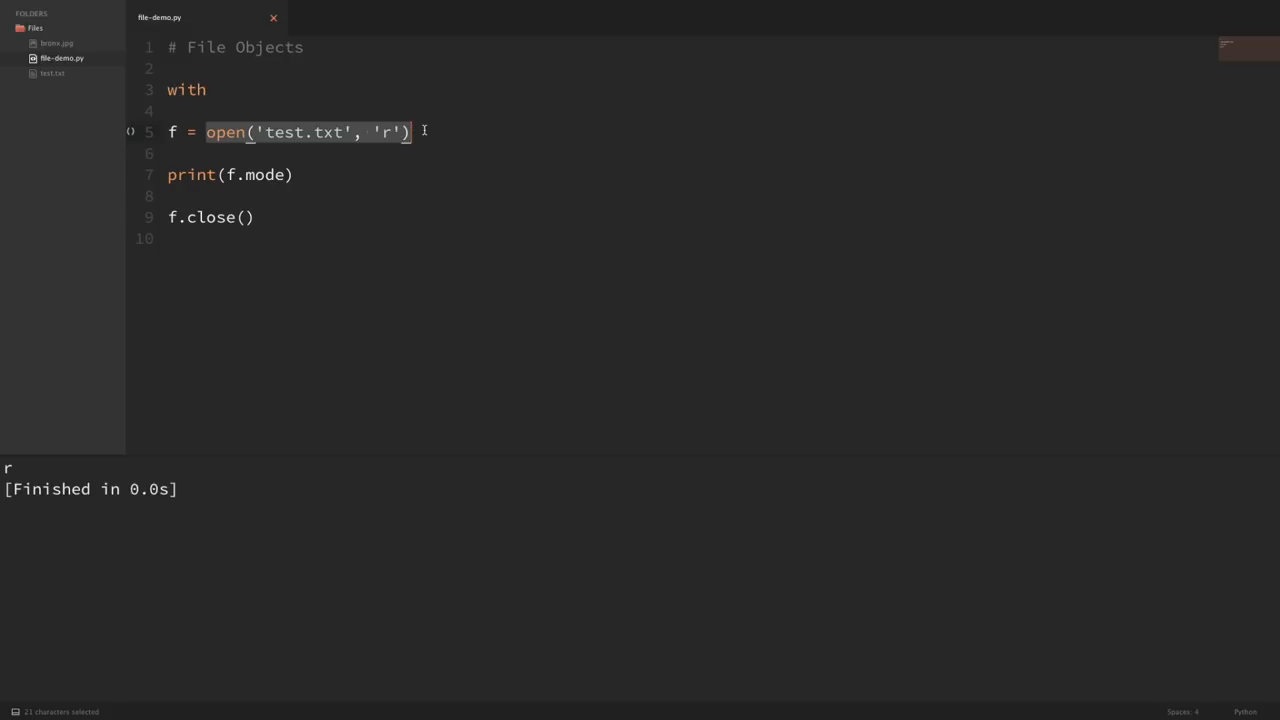 FOLDERS
Files
bronx.jpg
file-demo.py
test.txt
file-demo.py
1 # File Objects
2
3 with
4
5 f = open('test.txt', 'r')
6
7 print(f.mode)
8
9 f.close()
10
r
[Finished in 0.0s]
21 characters selected
Spaces: 4
Python